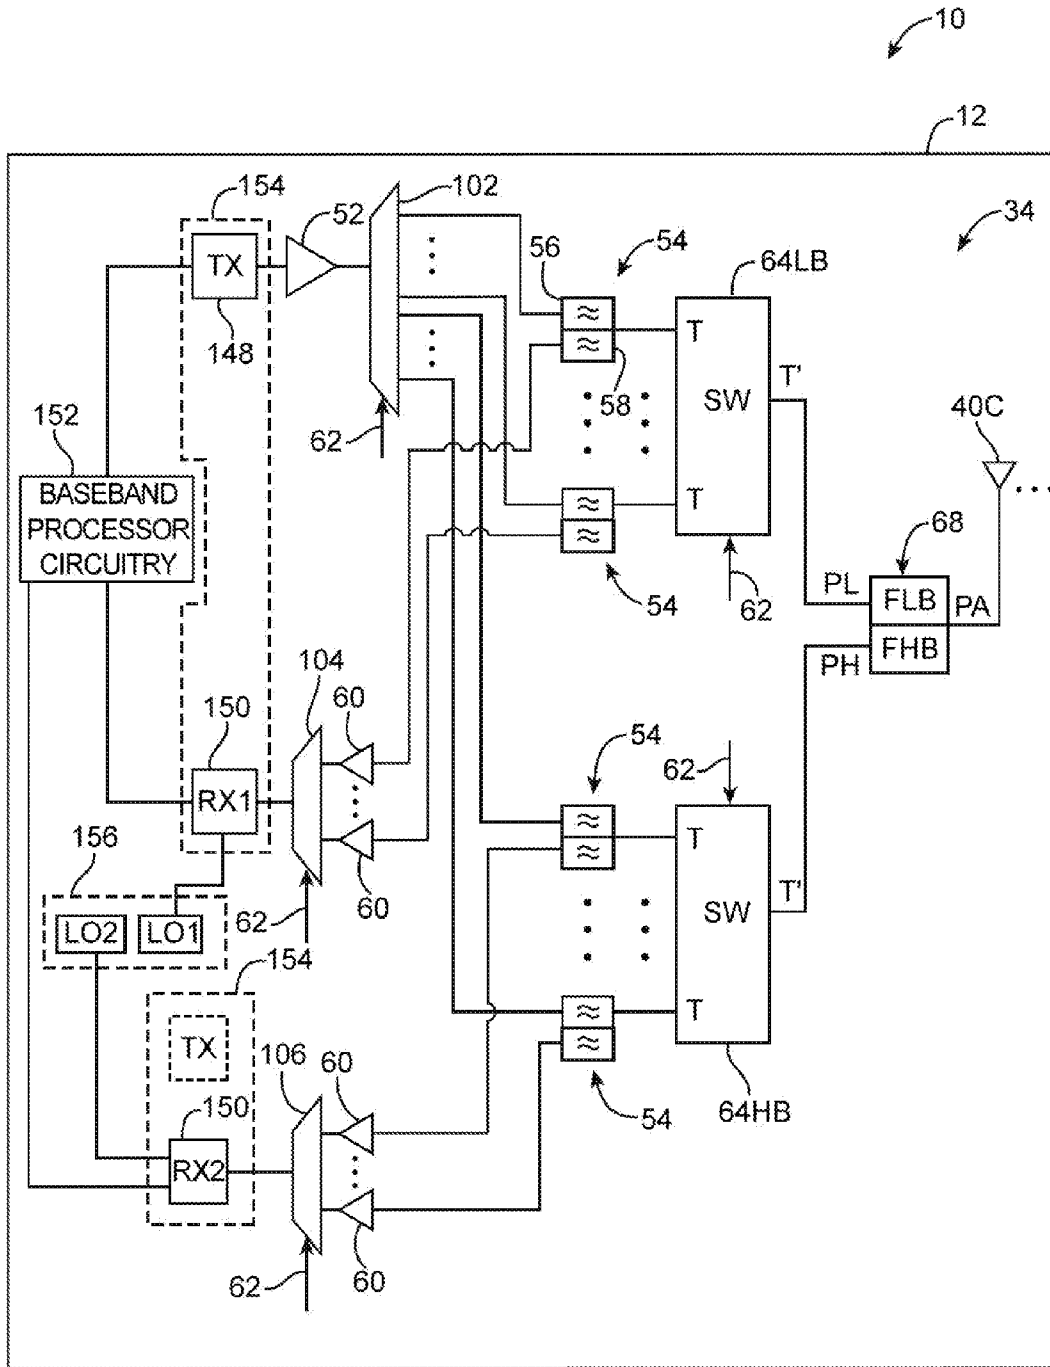 10
12
34
154
52
102
TX
148
56
54
64LB
T
58
SW
T'
T
62
54
62
40C
152
BASEBAND
PROCESSOR
CIRCUITRY
68
PL
FLB
PA
FHB
PH
104
60
150
RX1
60
62
54
62
T
T'
SW
T
156
LO2
LO1
62
154
TX
150
RX2
106
60
60
62
54
64HB